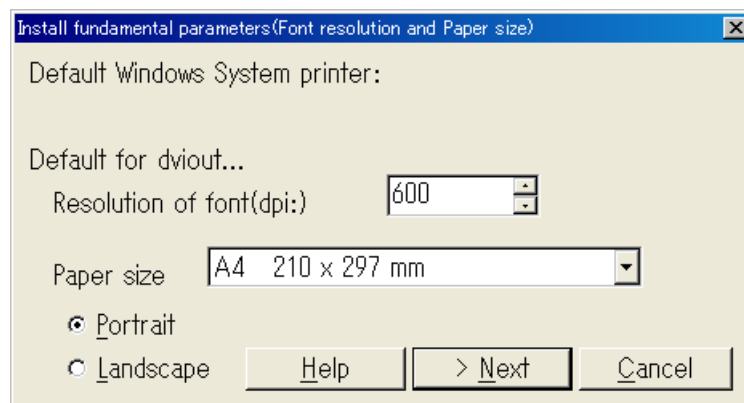 Install fundamental parameters(Font resolution and Paper size)
Default Windows System printer:
Default for dviout...
Resolution of font(dpi:) 600
Paper size A4 210 x 297 mm
Portrait
Landscape Help > Next Cancel